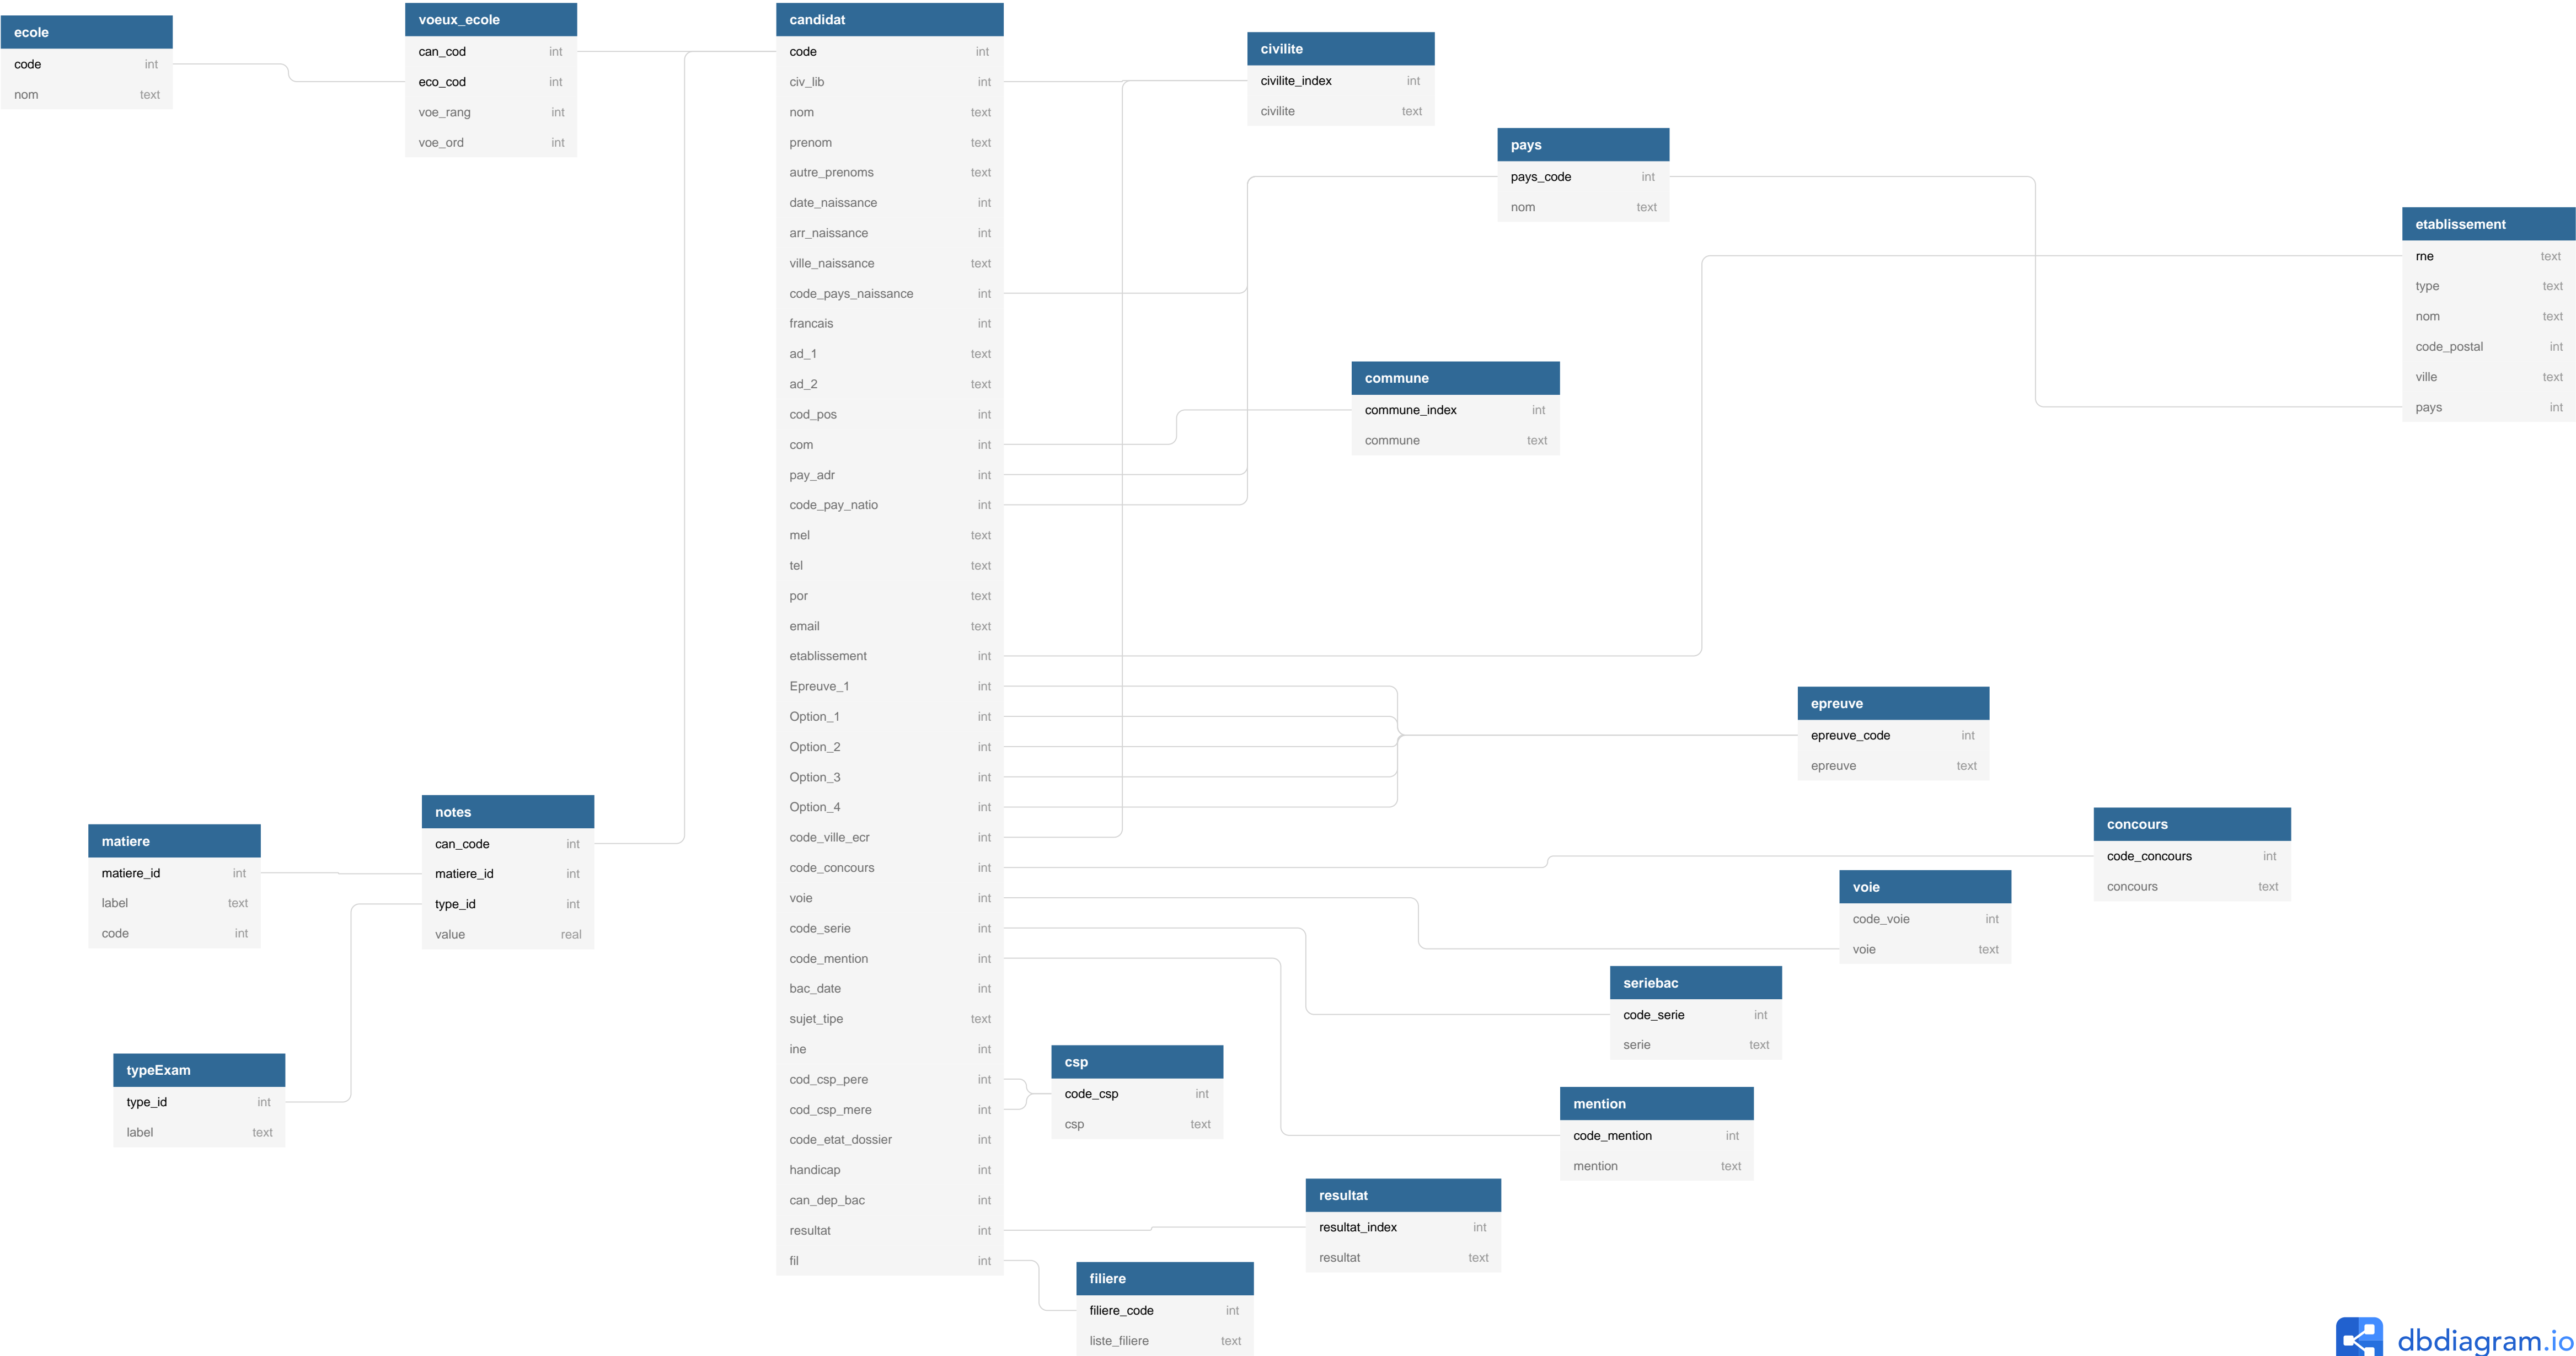 ecole
code int
nom text
voeux_ecole
can_cod int
eco_cod int
voe_rang int
voe_ord int
candidat
code int
civ_lib int
nom text
prenom text
autre_prenoms text
date_naissance int
arr_naissance int
ville_naissance text
code_pays_naissance int
francais int
ad_1 text
ad_2 text
cod_pos int
com int
pay_adr int
code_pay_natio int
mel text
tel text
por text
email text
etablissement int
Epreuve_1 int
Option_1 int
Option_2 int
Option_3 int
Option_4 int
code_ville_ecr int
code_concours int
voie int
code_serie int
code_mention int
bac_date int
sujet_tipe text
ine int
cod_csp_pere int
cod_csp_mere int
code_etat_dossier int
handicap int
can_dep_bac int
resultat int
fil int
civilite
civilite_index int
civilite text
pays
pays_code int
nom text
etablissement
rne text
type text
nom text
code_postal int
ville text
pays int
commune
commune_index int
commune text
epreuve
epreuve_code int
epreuve text
concours
code_concours int
concours text
voie
code_voie int
voie text
seriebac
code_serie int
serie text
mention
code_mention int
mention text
csp
code_csp int
csp text
resultat
resultat_index int
resultat text
filiere
filiere_code int
liste_filiere text
matiere
matiere_id int
label text
code int
notes
can_code int
matiere_id int
type_id int
value real
typeExam
type_id int
label text
dbdiagram.io